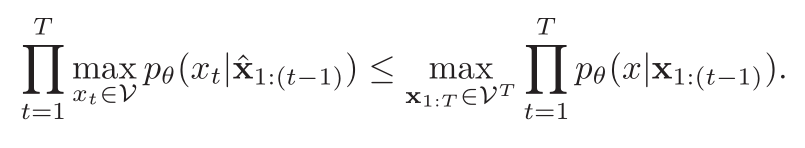 \prod_{t=1}^{T} \max_{x_t \in \mathcal{V}} p_\theta(x_t|\hat{\mathbf{x}}_{1:(t-1)}) \leq \max_{\mathbf{x}_{1:T} \in \mathcal{V}^T} \prod_{t=1}^{T} p_\theta(x|\mathbf{x}_{1:(t-1)}).